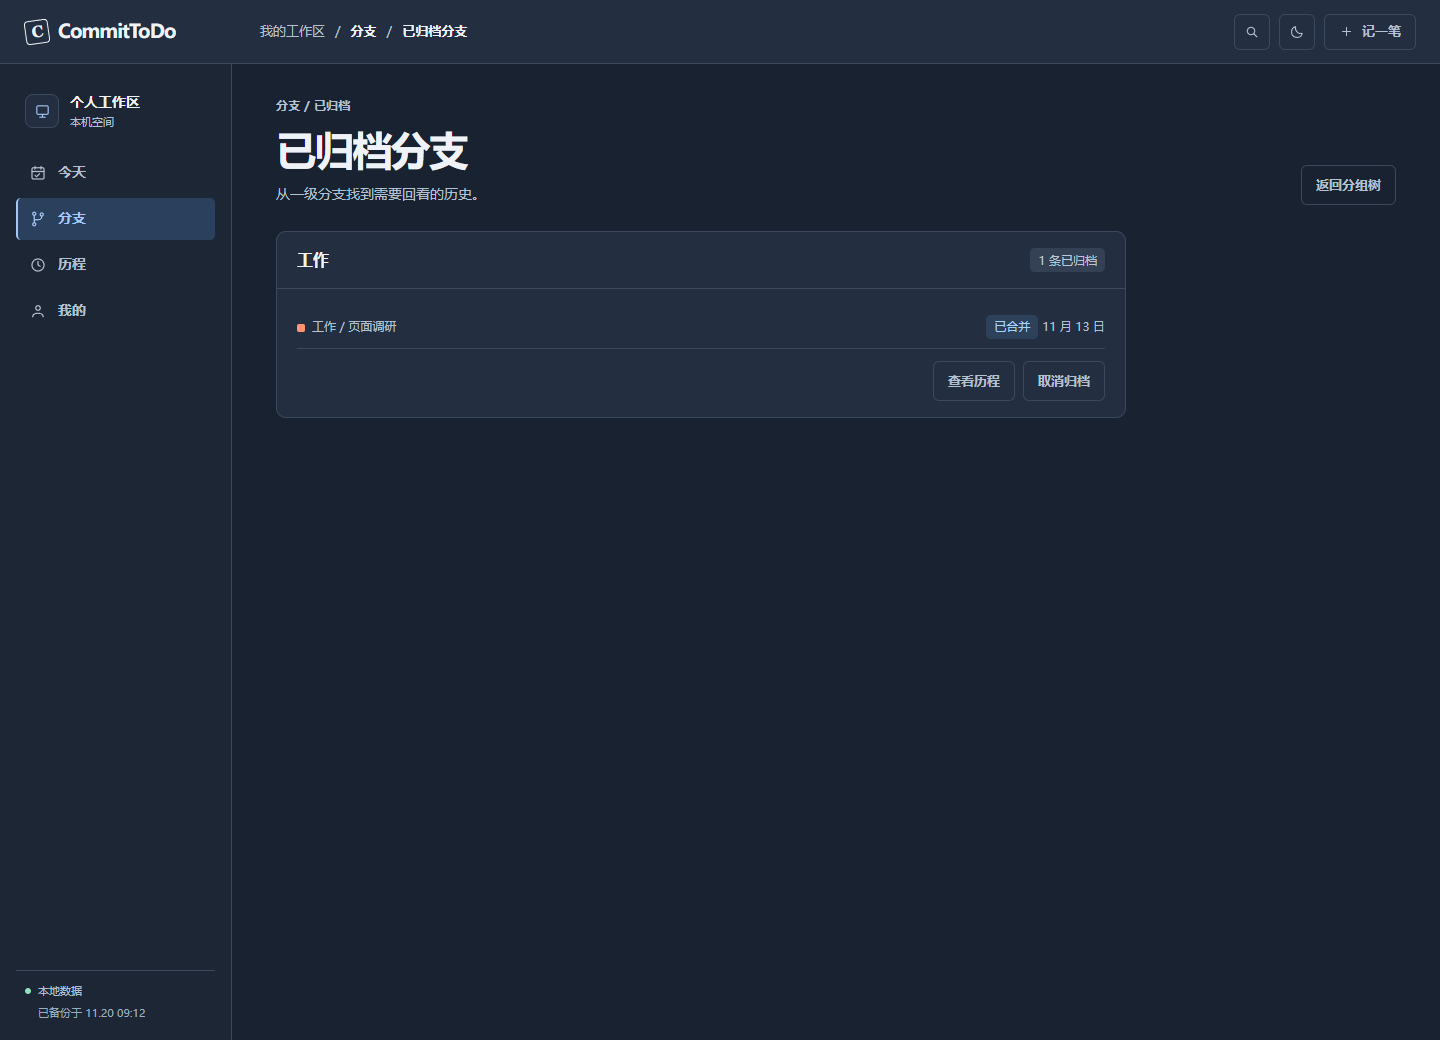 C CommitToDo
我的工作区 / 分支 / 已归档分支
记一笔
个人工作区
本机空间
今天
分支
历程
我的
分支 / 已归档
已归档分支
从一级分支找到需要回看的历史。
返回分组树
工作
1 条已归档
工作 / 页面调研
已合并 11 月 13 日
查看历程
取消归档
本地数据
已备份于 11.20 09:12